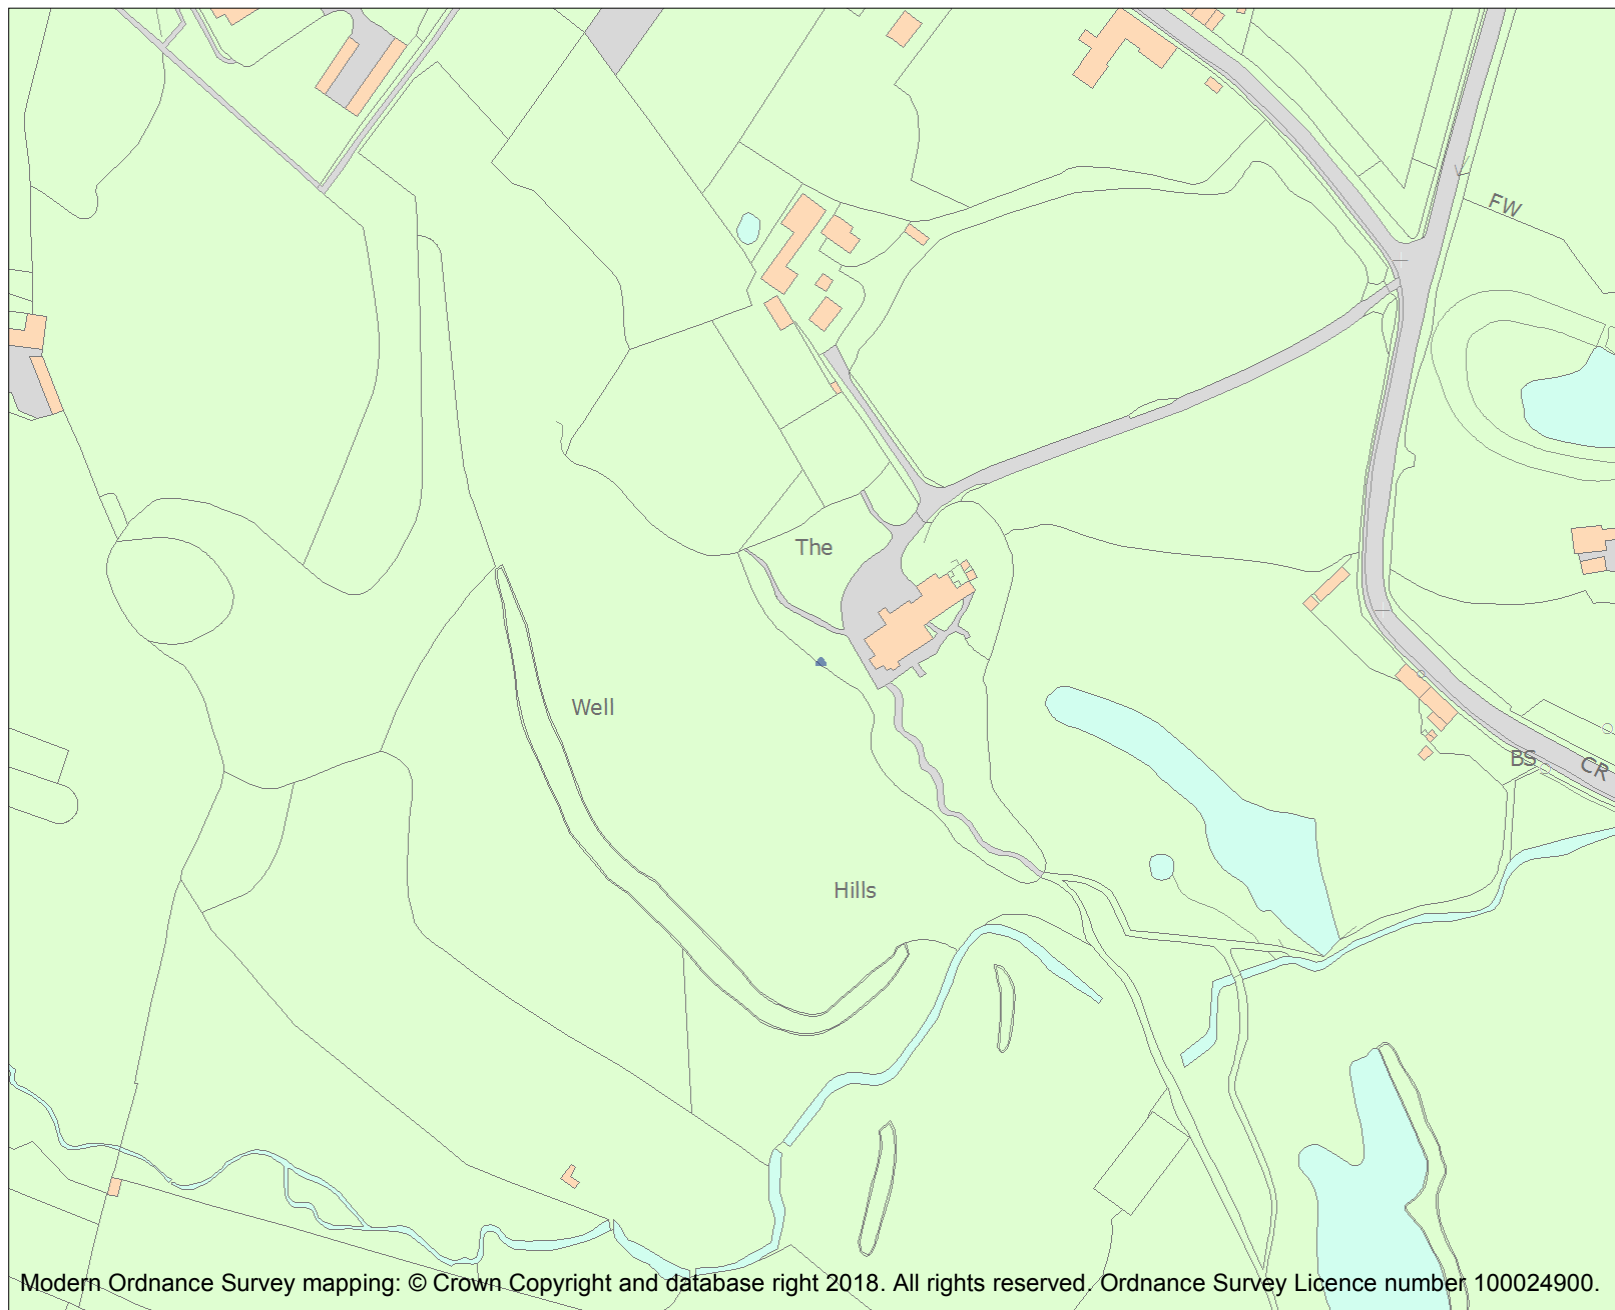 FW
The
Well
BS
CR
Hills
Modern Ordnance Survey mapping: © Crown Copyright and database right 2018. All rights reserved. Ordnance Survey Licence number 100024900.